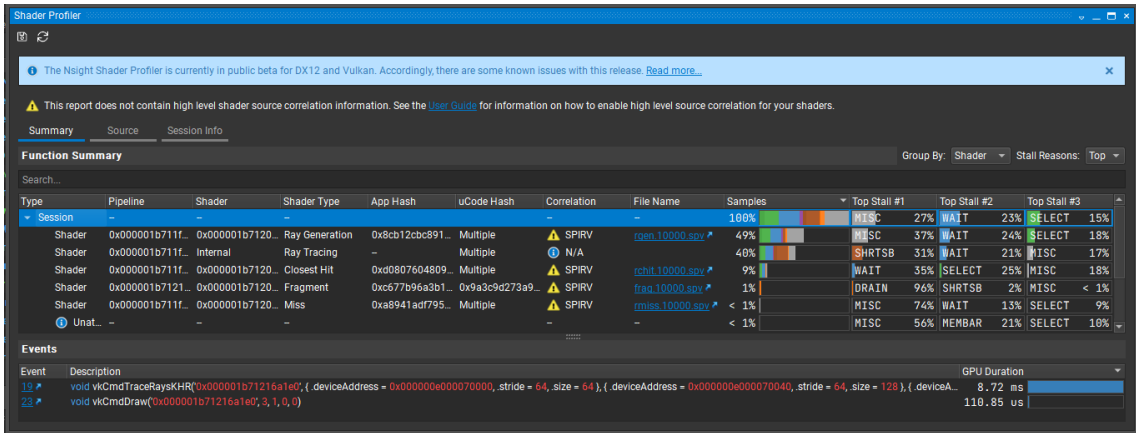 Shader Profiler
The Nsight Shader Profiler is currently in public beta for DX12 and Vulkan. Accordingly, there are some known issues with this release. Read more...
This report does not contain high level shader source correlation information. See the User Guide for information on how to enable high level source correlation for your shaders.
Summary Source Session Info
Function Summary Group By: Shader Stall Reasons: Top
Search...
Type Pipeline Shader Shader Type App Hash uCode Hash Correlation File Name Samples Top Stall #1 Top Stall #2 Top Stall #3
Session – – – – – 100% MISC 27% WAIT 23% SELECT 15%
Shader 0x000001b711f... 0x000001b7120... Ray Generation 0x8cb12cbc891... Multiple SPIRV rgen.10000.spv 49% MISC 37% WAIT 24% SELECT 18%
Shader 0x000001b711f... Internal Ray Tracing – Multiple N/A 40% SHRTSB 31% WAIT 21% MISC 17%
Shader 0x000001b711f... 0x000001b7120... Closest Hit 0xd0807604809... Multiple SPIRV rchit.10000.spv 9% WAIT 35% SELECT 25% MISC 18%
Shader 0x000001b7121... 0x000001b7120... Fragment 0xc677b96a3b1... 0x9a3c9d273a9... SPIRV frag.10000.spv 1% DRAIN 96% SHRTSB 2% MISC < 1%
Shader 0x000001b711f... 0x000001b7120... Miss 0xa8941adf795... Multiple SPIRV rmiss.10000.spv < 1% MISC 74% WAIT 13% SELECT 9%
Unat... – – – – < 1% MISC 56% MEMBAR 21% SELECT 10%
Events
Event Description GPU Duration
19 void vkCmdTraceRaysKHR('0x000001b71216a1e0', { .deviceAddress = 0x000000e000070000, .stride = 64, .size = 64 }, { .deviceAddress = 0x000000e000070040, .stride = 64, .size = 128 }, { .deviceA... 8.72 ms
23 void vkCmdDraw('0x000001b71216a1e0', 3, 1, 0, 0) 110.85 us